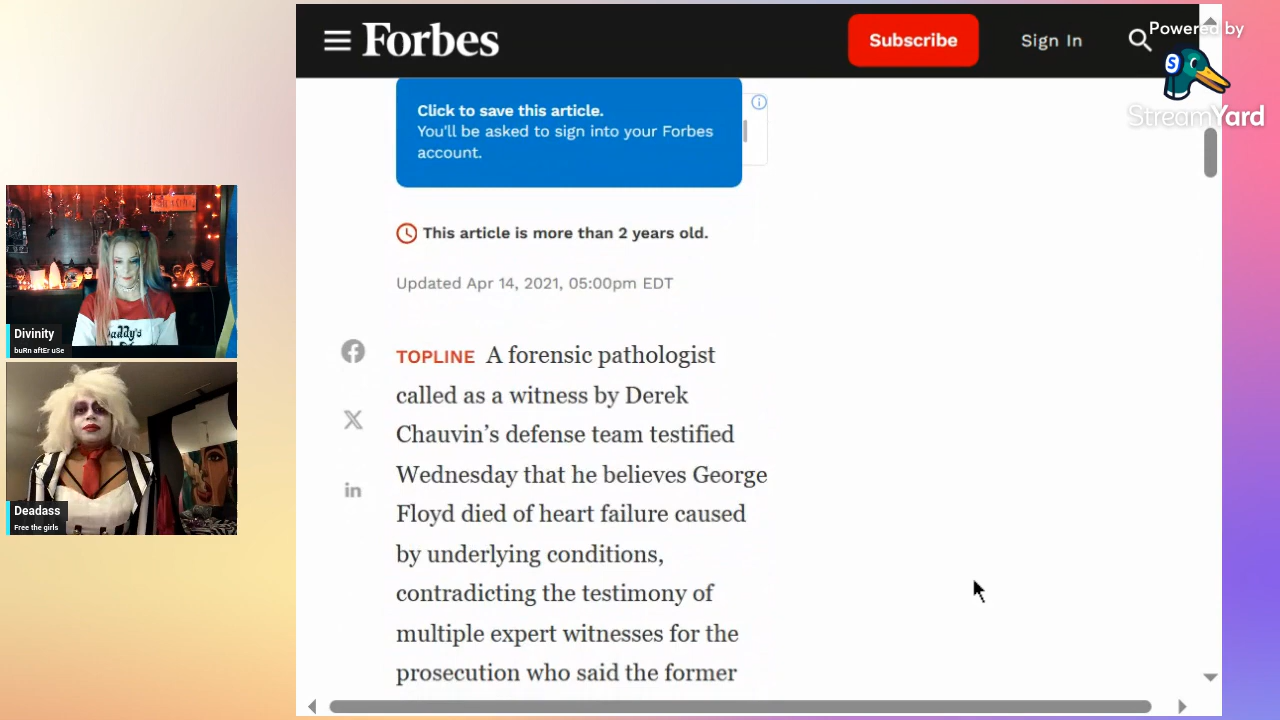 Forbes
Subscribe
Sign In
Powered by
StreamYard
Click to save this article.
You'll be asked to sign into your Forbes
account.
This article is more than 2 years old.
Updated Apr 14, 2021, 05:00pm EDT
TOPLINE A forensic pathologist
called as a witness by Derek
Chauvin’s defense team testified
Wednesday that he believes George
Floyd died of heart failure caused
by underlying conditions,
contradicting the testimony of
multiple expert witnesses for the
prosecution who said the former
Divinity
buRn aftEr uSe
Deadass
Free the girls